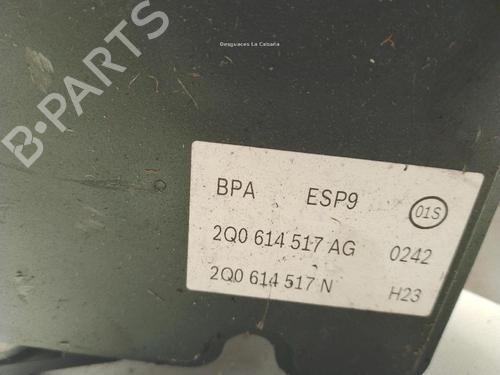 Desguaces La Cabaña
B-PARTS
BPA ESP9 01S
2Q0 614 517 AG 0242
2Q0 614 517 N H23